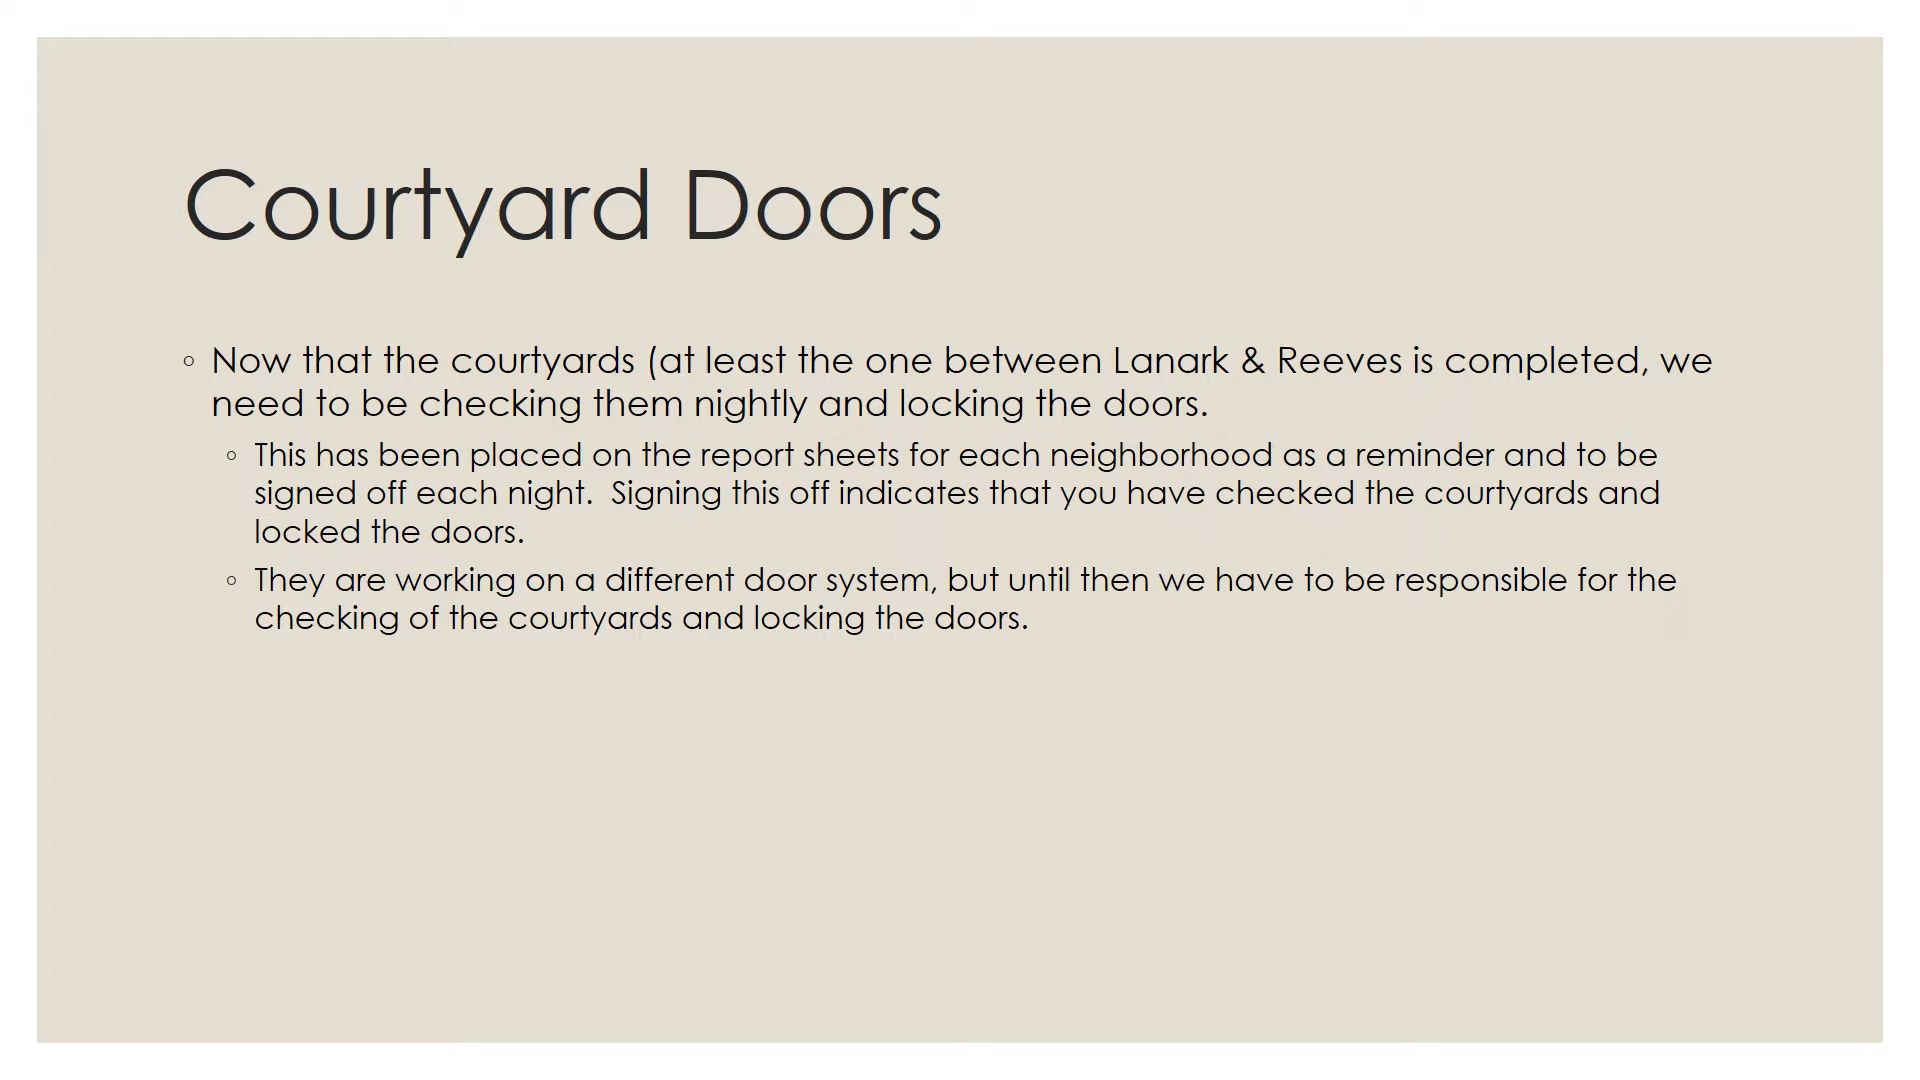 Courtyard Doors
◦ Now that the courtyards (at least the one between Lanark & Reeves is completed, we
need to be checking them nightly and locking the doors.
◦ This has been placed on the report sheets for each neighborhood as a reminder and to be
signed off each night.  Signing this off indicates that you have checked the courtyards and
locked the doors.
◦ They are working on a different door system, but until then we have to be responsible for the
checking of the courtyards and locking the doors.